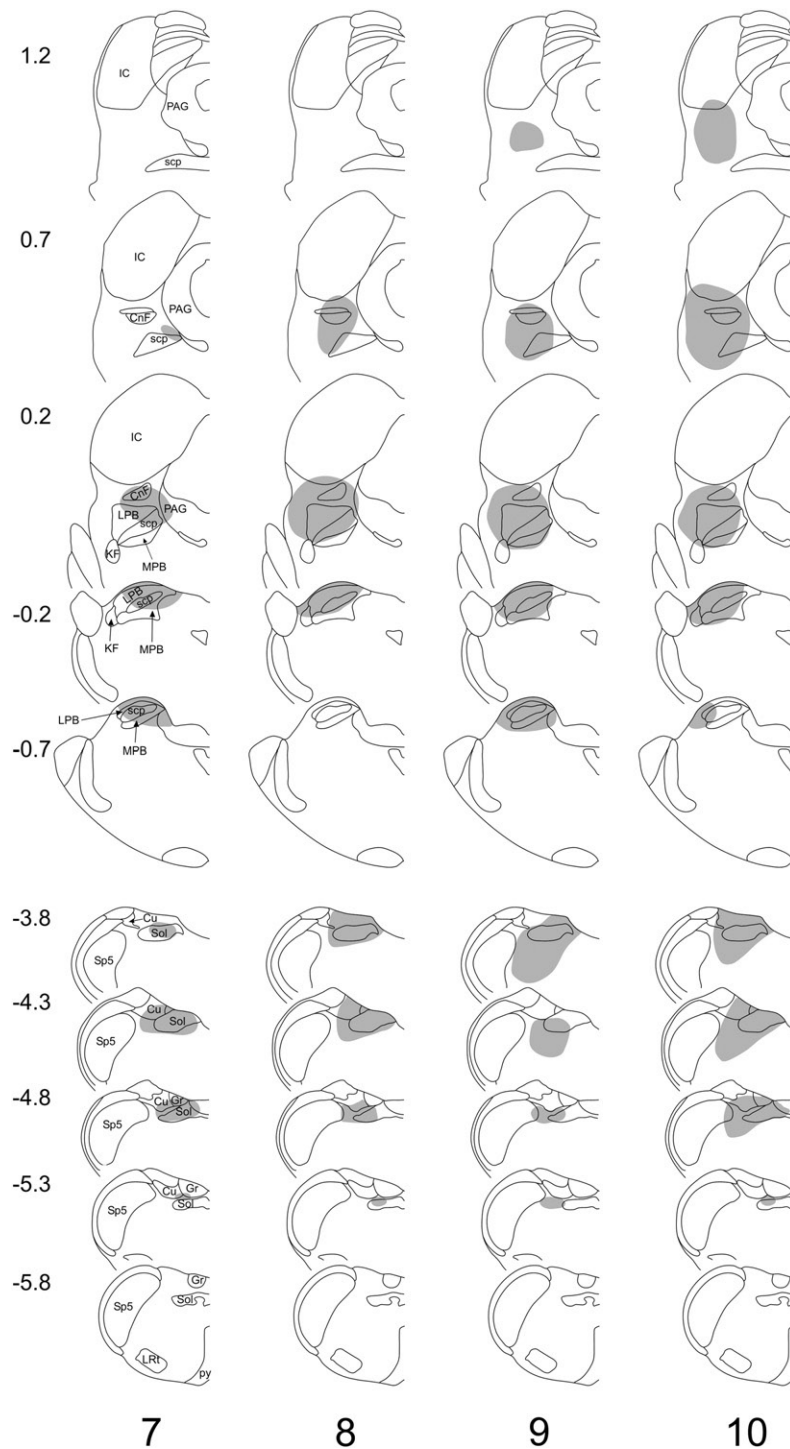 1.2
IC
PAG
scp
0.7
IC
PAG
CnF
scp
0.2
IC
CnF
LPB
PAG
scp
KF
MPB
-0.2
LPB
scp
KF
MPB
scp
LPB
MPB
-0.7
-3.8
Cu
Sol
Sp5
-4.3
Cu
Sol
Sp5
-4.8
Cu Gr
Sol
Sp5
-5.3
Cu Gr
Sol
Sp5
-5.8
Gr
Sol
Sp5
LRt
py
7 8 9 10